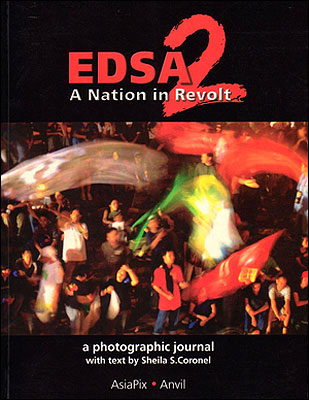 EDSA 2
A Nation in Revolt
a photographic journal
with text by Sheila S.Coronel
AsiaPix • Anvil